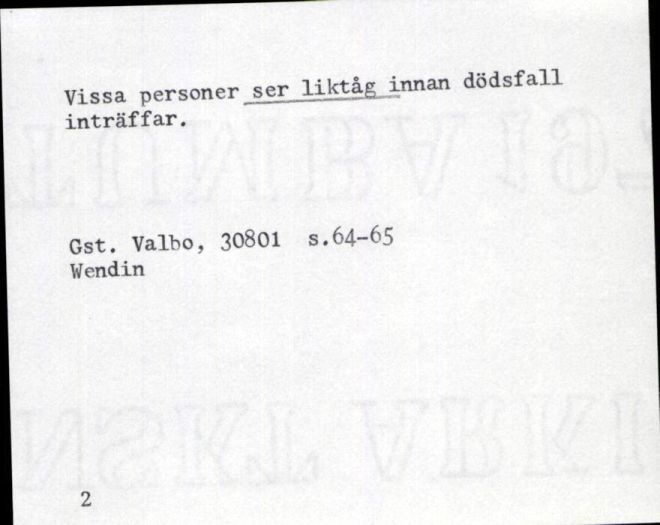 Vissa personer ser liktåg innan dödsfall
inträffar.
Gst. Valbo, 30801 s.64-65
Wendin
2